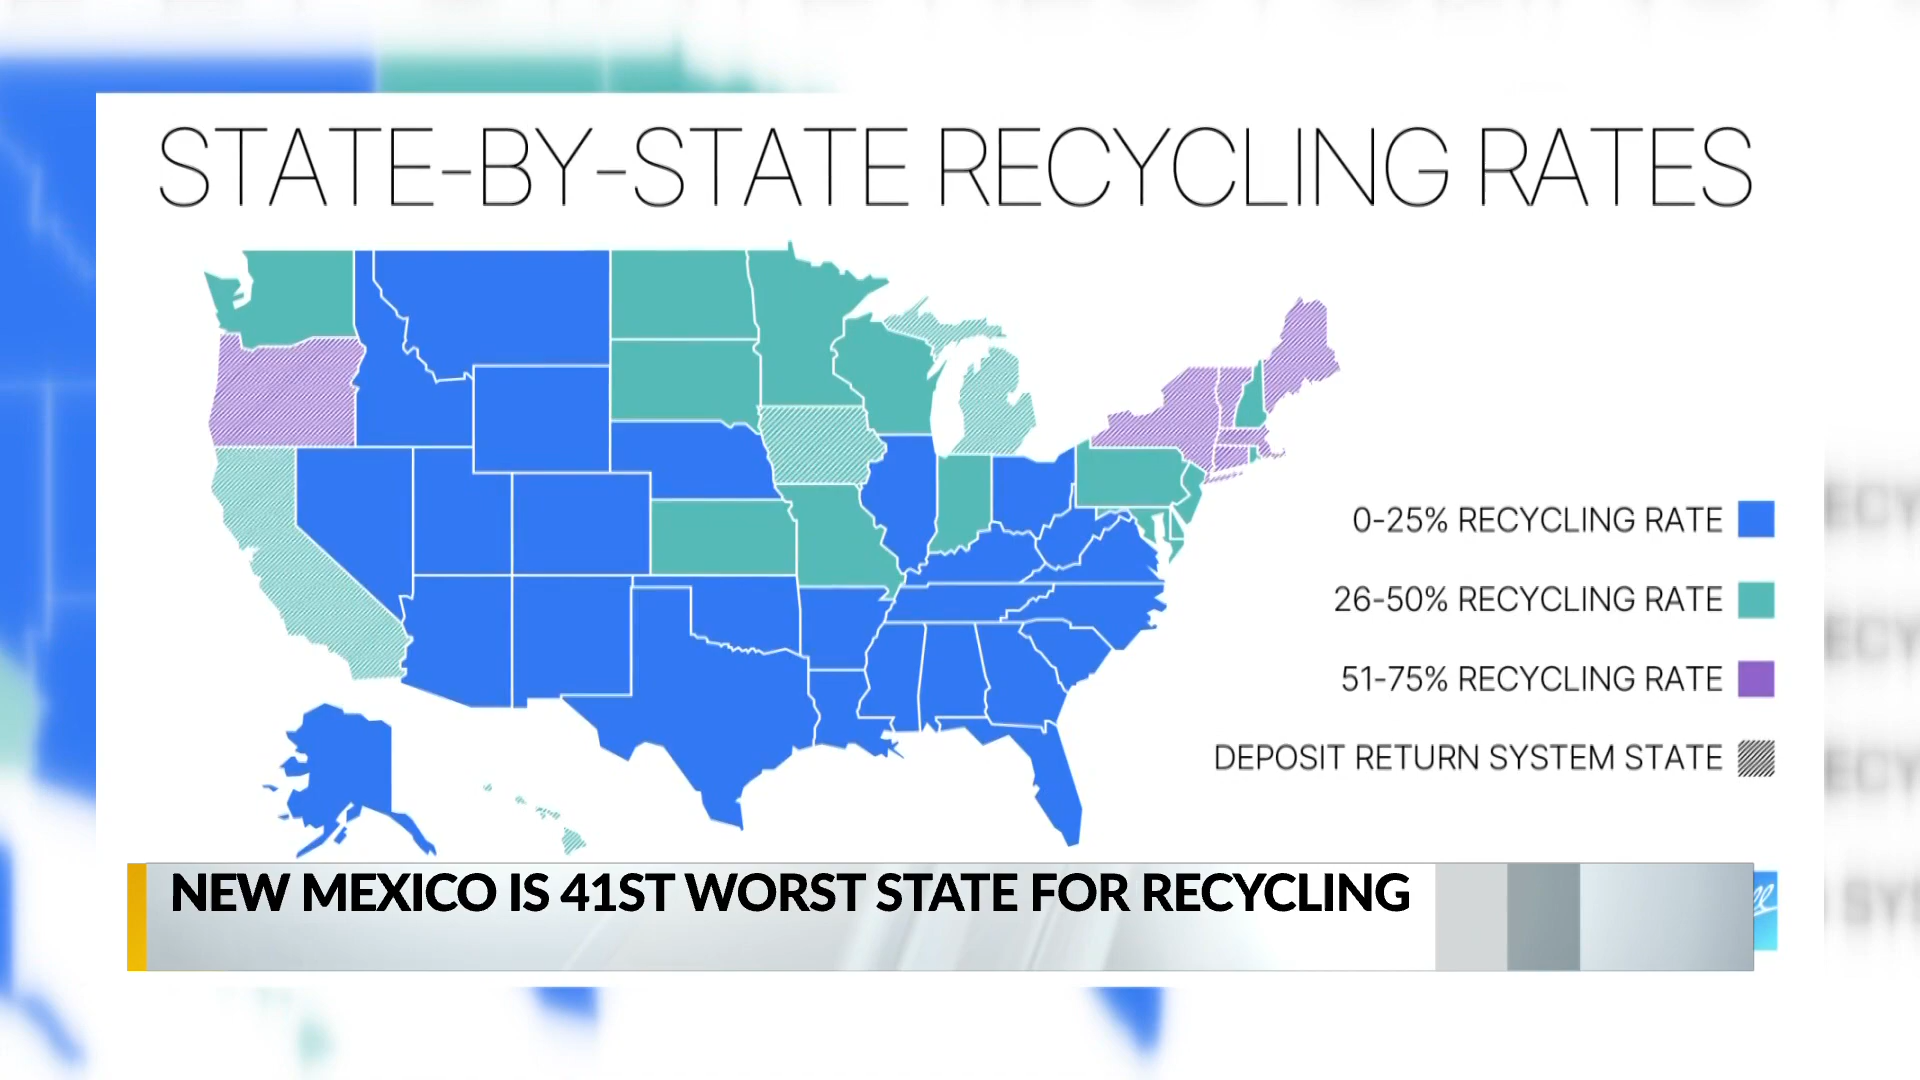 STATE-BY-STATE RECYCLING RATES
0-25% RECYCLING RATE
26-50% RECYCLING RATE
51-75% RECYCLING RATE
DEPOSIT RETURN SYSTEM STATE
NEW MEXICO IS 41ST WORST STATE FOR RECYCLING